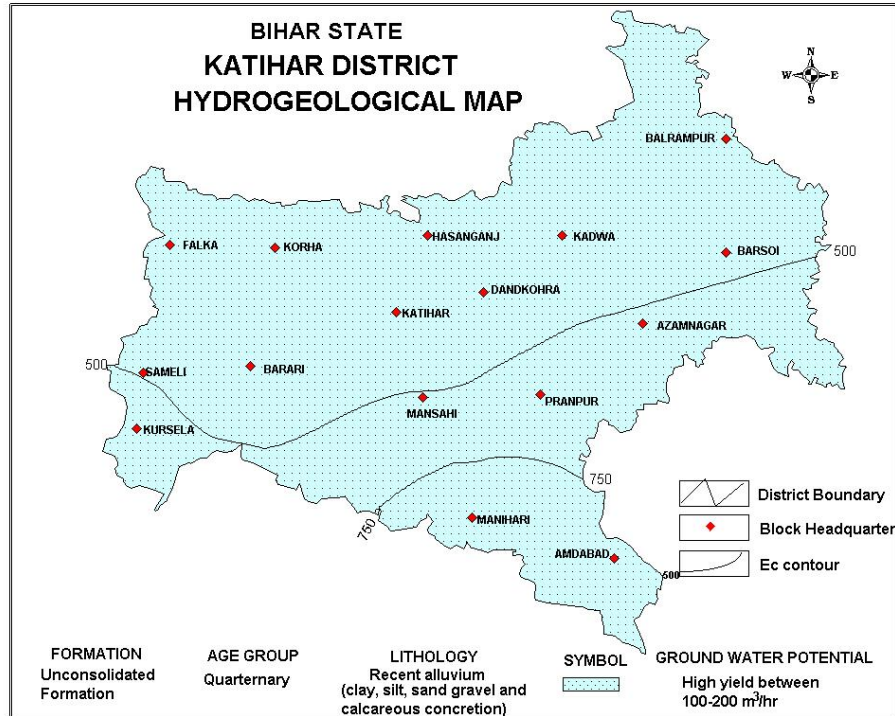 BIHAR STATE
KATIHAR DISTRICT
HYDROGEOLOGICAL MAP
N
W E
S
BALRAMPUR
FALKA
KORHA
HASANGANJ
KADWA
BARSOI
500
DANDKOHRA
KATIHAR
AZAMNAGAR
500
SAMELI
BARARI
MANSAHI
PRANPUR
KURSELA
750
750
MANIHARI
AMDABAD
500
District Boundary
Block Headquarter
Ec contour
FORMATION
Unconsolidated
Formation
AGE GROUP
Quarternary
LITHOLOGY
Recent alluvium
(clay, silt, sand gravel and
calcareous concretion)
SYMBOL
GROUND WATER POTENTIAL
High yield between
100-200 m³/hr